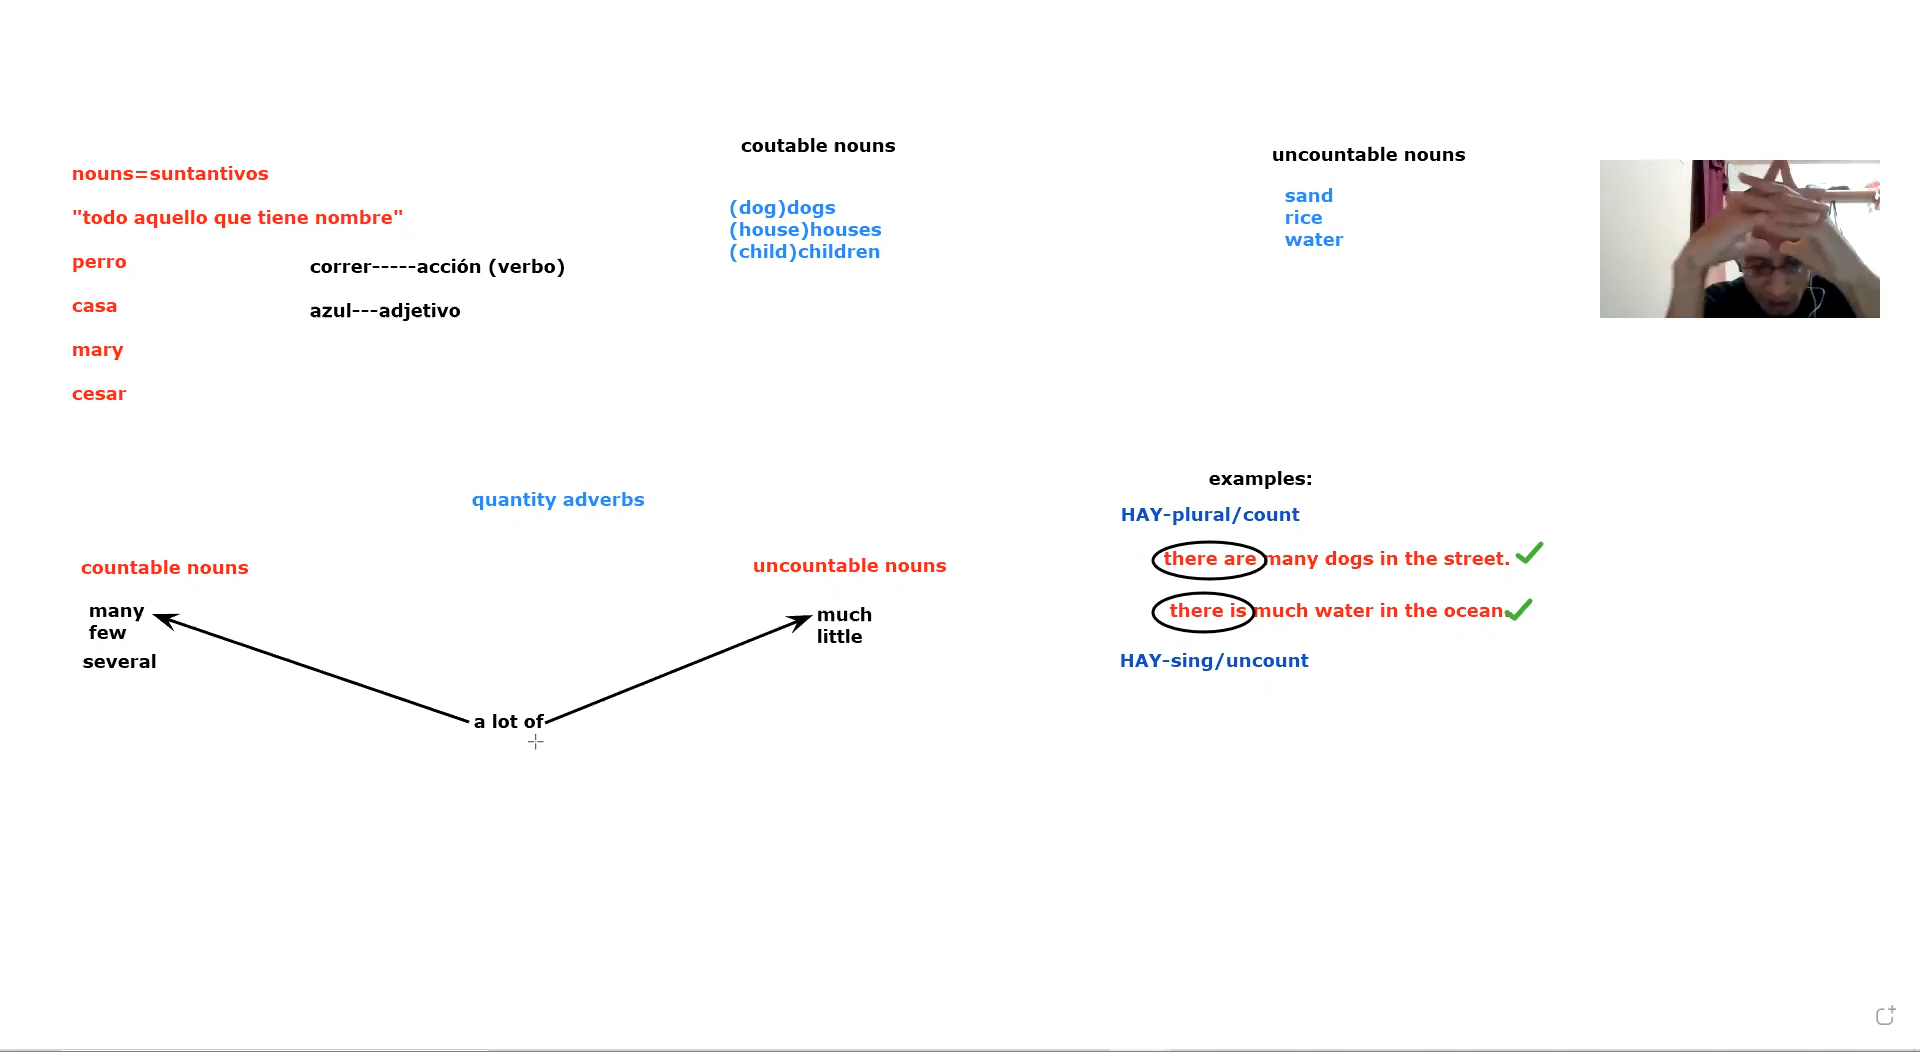 nouns=suntantivos
"todo aquello que tiene nombre"
perro
casa
mary
cesar
correr-----acción (verbo)
azul---adjetivo
coutable nouns
(dog)dogs
(house)houses
(child)children
uncountable nouns
sand
rice
water
quantity adverbs
countable nouns
many
few
several
uncountable nouns
much
little
a lot of
examples:
HAY-plural/count
there are many dogs in the street.
there is much water in the ocean.
HAY-sing/uncount